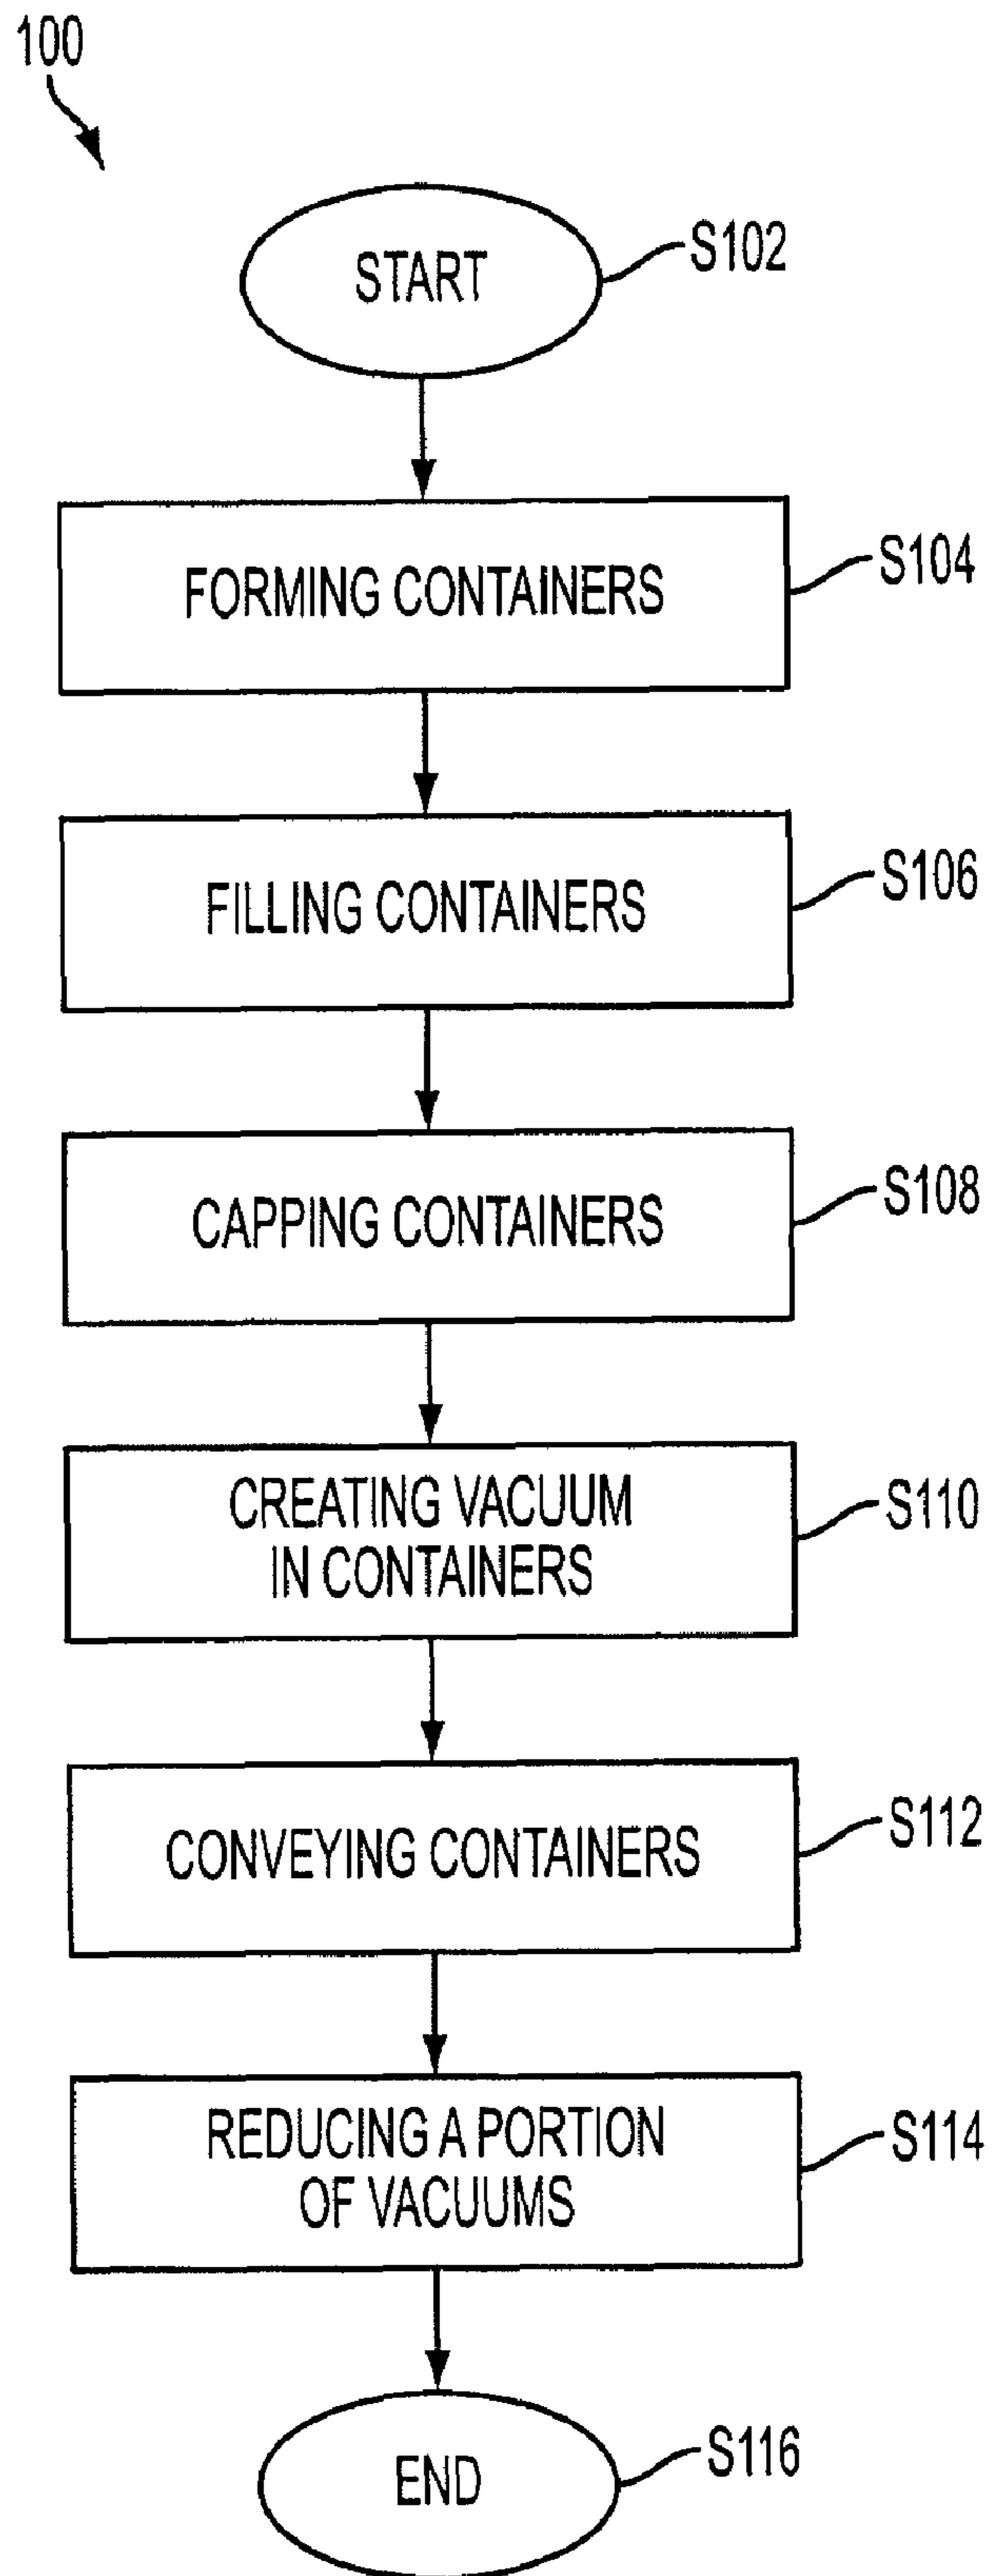 100
START
S102
FORMING CONTAINERS
S104
FILLING CONTAINERS
S106
CAPPING CONTAINERS
S108
CREATING VACUUM
IN CONTAINERS
S110
CONVEYING CONTAINERS
S112
REDUCING A PORTION
OF VACUUMS
S114
END
S116